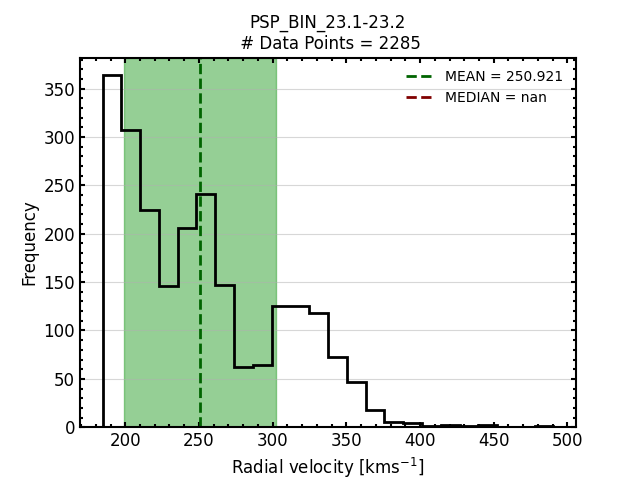 PSP_BIN_23.1-23.2
# Data Points = 2285
MEAN = 250.921
MEDIAN = nan
Frequency
350
300
250
200
150
100
50
0
200 250 300 350 400 450 500
Radial velocity [kms⁻¹]